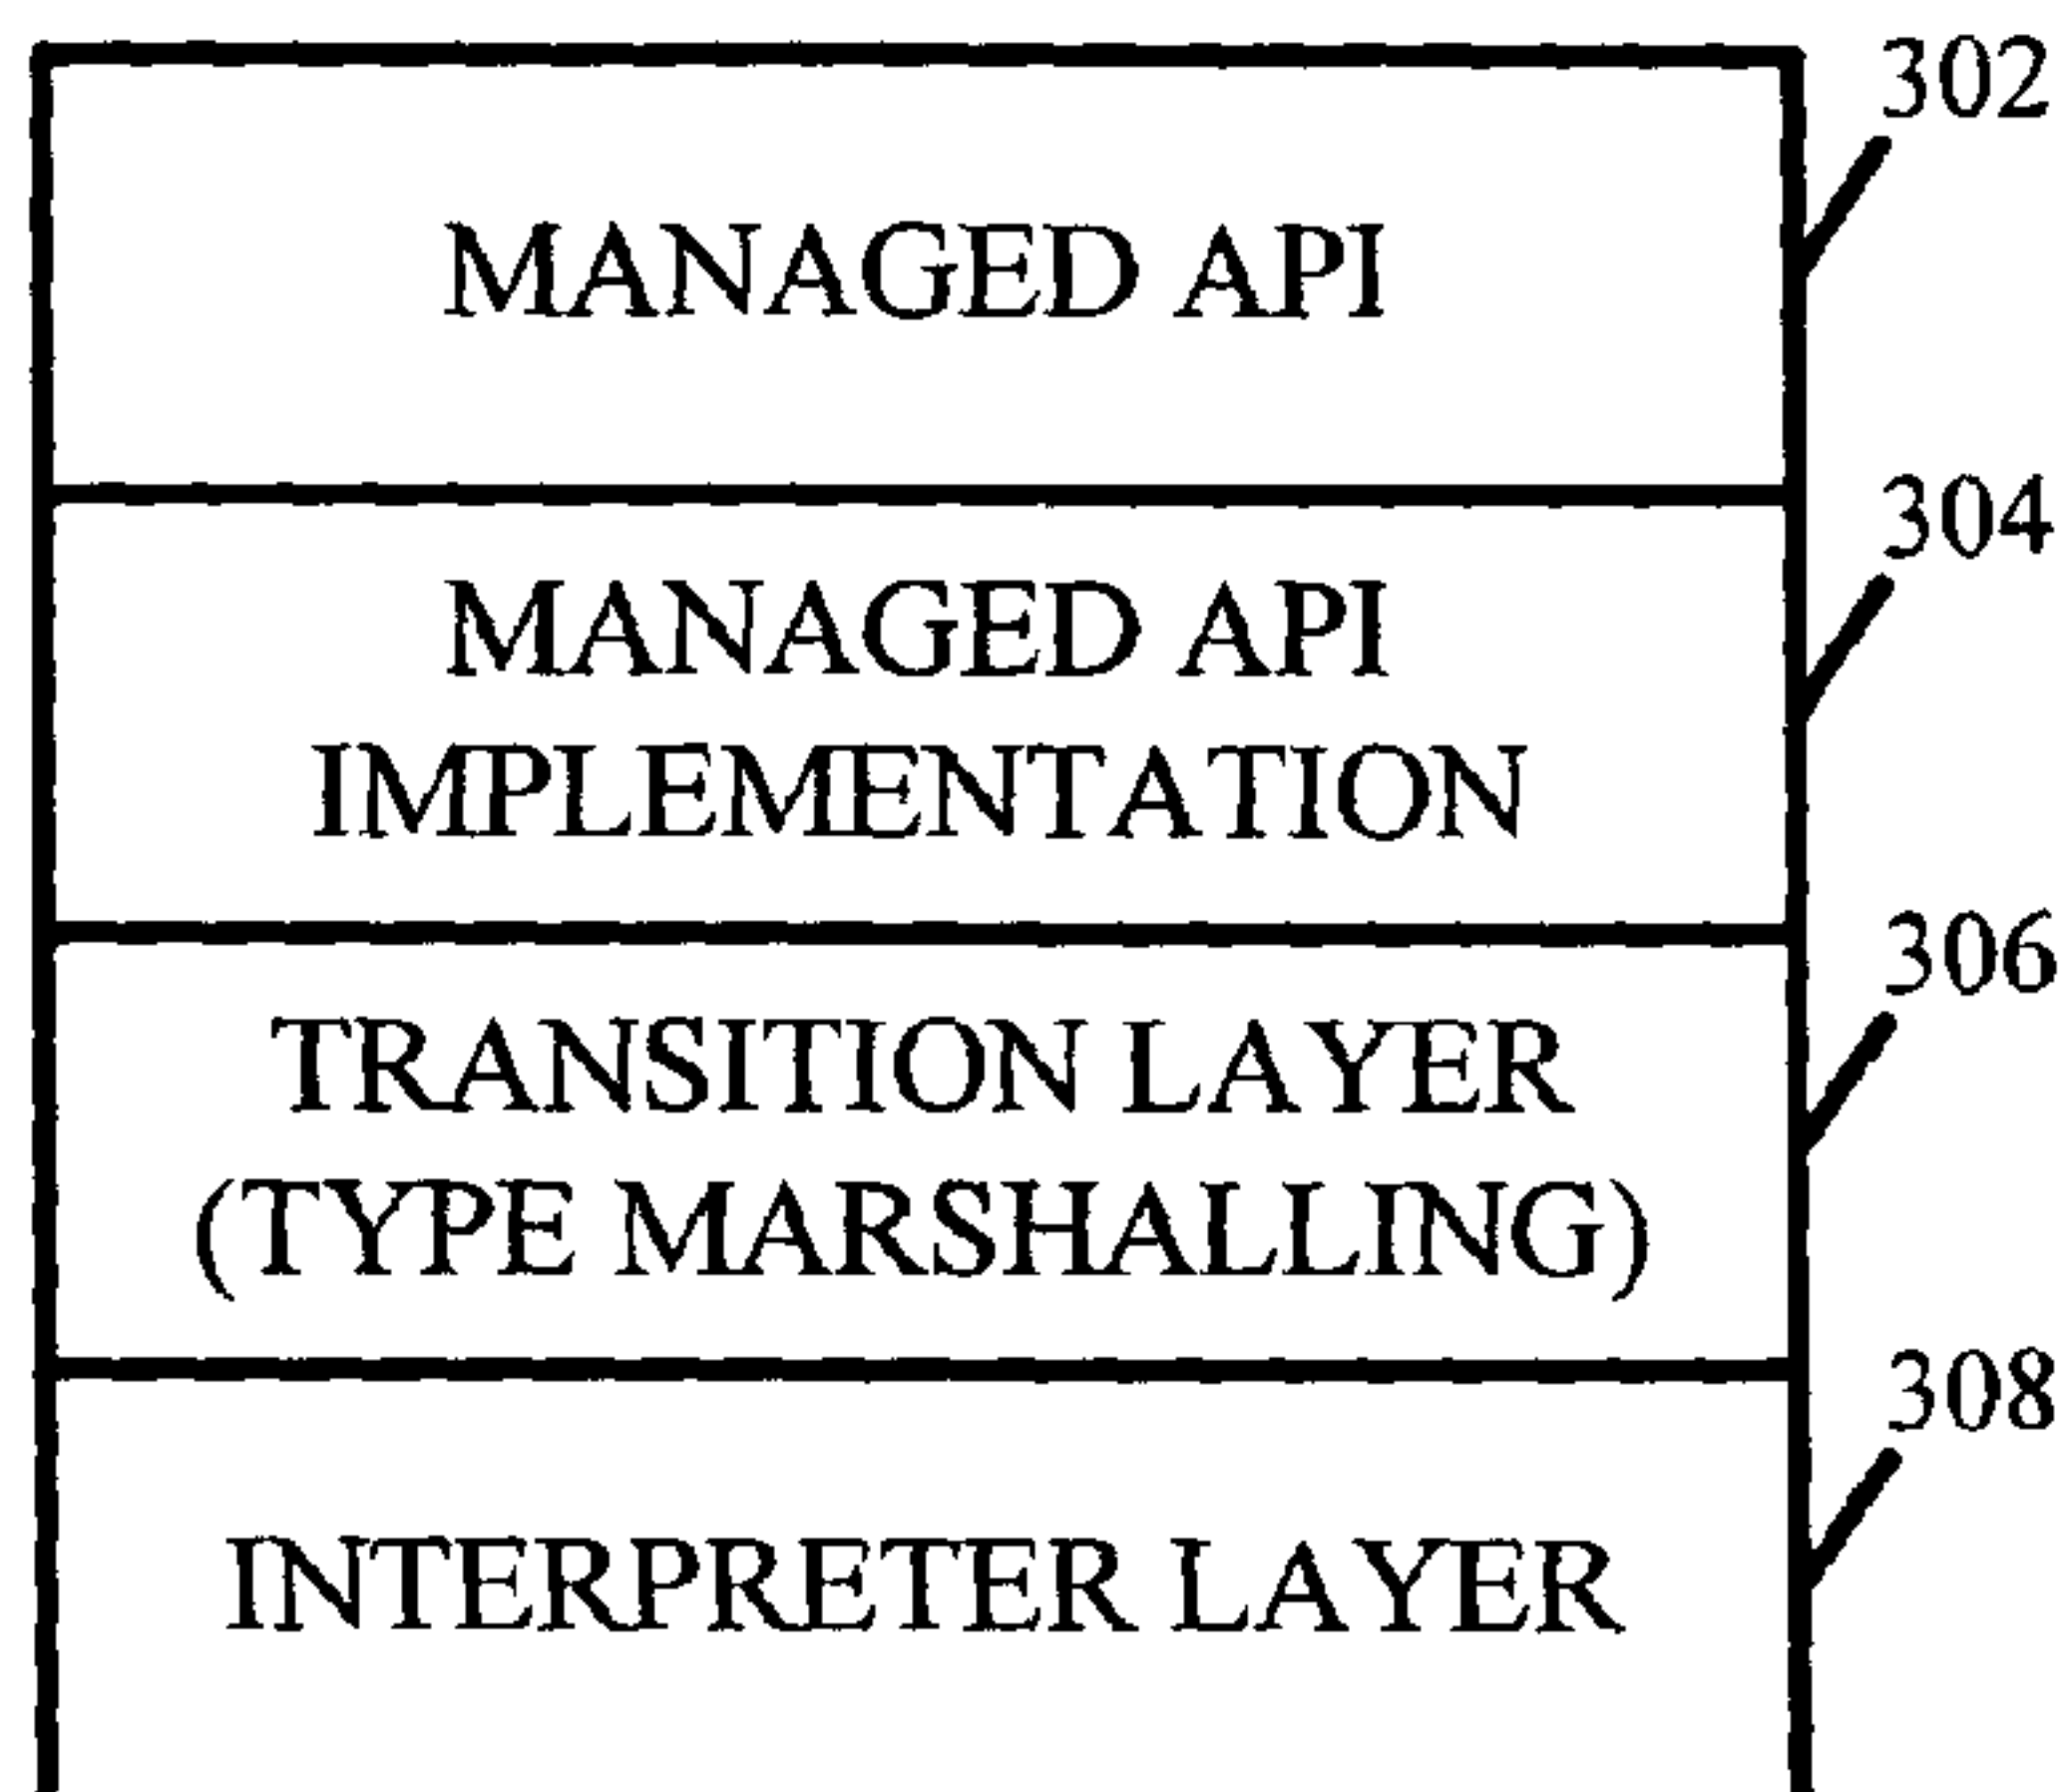 302
MANAGED API
304
MANAGED API
IMPLEMENTATION
306
TRANSITION LAYER
(TYPE MARSHALLING)
308
INTERPRETER LAYER